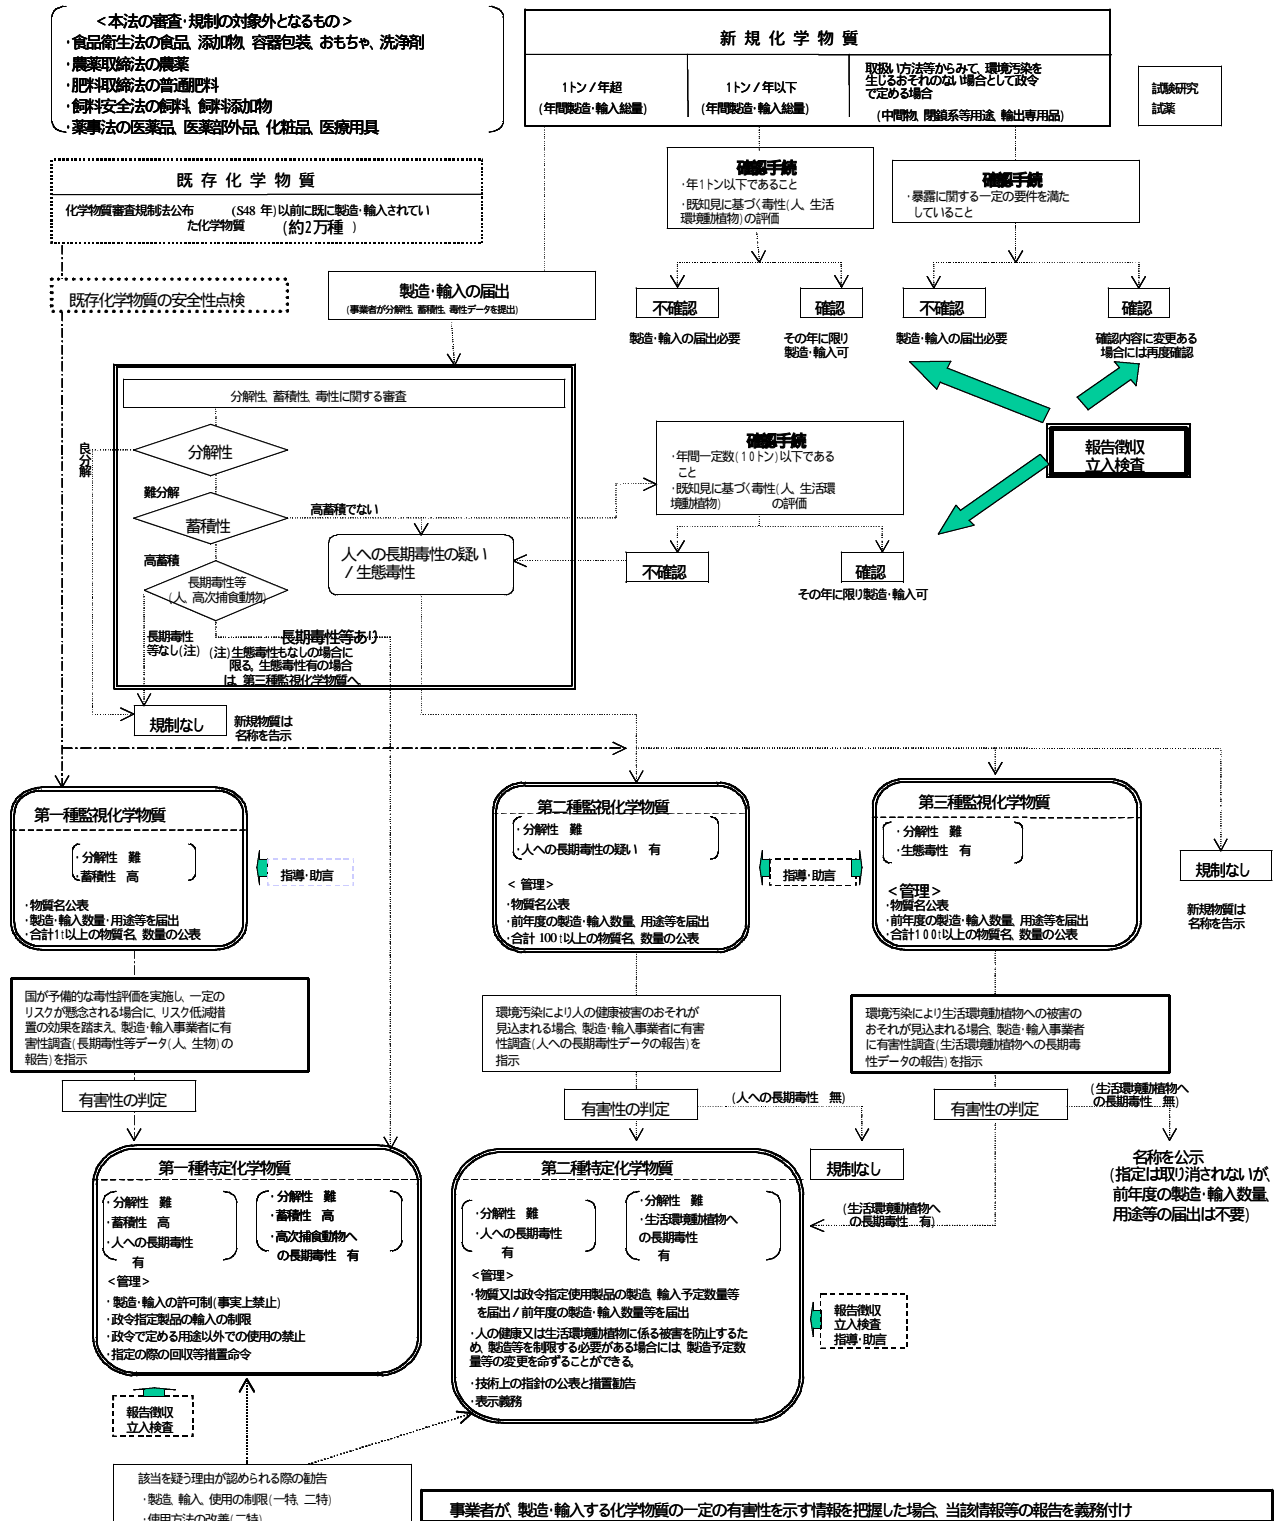 <本法の審査・規制の対象外となるもの>
・食品衛生法の食品、添加物、容器包装、おもちゃ、洗浄剤
・農薬取締法の農薬
・肥料取締法の普通肥料
・飼料安全法の飼料、飼料添加物
・薬事法の医薬品、医薬部外品、化粧品、医療用具
新規化学物質
1トン/年超
(年間製造・輸入総量)
1トン/年以下
(年間製造・輸入総量)
取扱い方法等からみて、環境汚染を
生じるおそれのない場合として政令
で定める場合
(中間物、閉鎖系等用途、輸出専用品)
試験研究
試薬
既存化学物質
化学物質審査規制法公布 (S48 年)以前に既に製造・輸入されてい
た化学物質 (約2万種 )
既存化学物質の安全性点検
確認手続
・年1トン以下であること
・既知見に基づく毒性(人、生活
環境動植物)の評価
確認手続
・暴露に関する一定の要件を満た
していること
製造・輸入の届出
(事業者が分解性、蓄積性、毒性データを提出)
不確認
製造・輸入の届出必要
確認
その年に限り
製造・輸入可
不確認
製造・輸入の届出必要
確認
確認内容に変更ある
場合には再度確認
報告徴収
立入検査
分解性、蓄積性、毒性に関する審査
分解性
良分解
難分解
蓄積性
高蓄積でない
高蓄積
長期毒性等
(人、高次捕食動物)
人への長期毒性の疑い
/生態毒性
長期毒性
等なし(注)
長期毒性等あり
(注)生態毒性もなしの場合に
限る。生態毒性有の場合
は、第三種監視化学物質へ。
確認手続
・年間一定数(10トン)以下である
こと
・既知見に基づく毒性(人、生活環
境動植物) の評価
不確認
確認
その年に限り製造・輸入可
規制なし
新規物質は
名称を告示
第一種監視化学物質
・分解性 難
・蓄積性 高
・物質名公表
・製造・輸入数量・用途等を届出
・合計1t以上の物質名、数量の公表
指導・助言
第二種監視化学物質
・分解性 難
・人への長期毒性の疑い 有
<管理>
・物質名公表
・前年度の製造・輸入数量、用途等を届出
・合計 100t以上の物質名、数量の公表
指導・助言
第三種監視化学物質
・分解性 難
・生態毒性 有
<管理>
・物質名公表
・前年度の製造・輸入数量、用途等を届出
・合計100t以上の物質名、数量の公表
規制なし
新規物質は
名称を告示
国が予備的な毒性評価を実施し、一定の
リスクが懸念される場合に、リスク低減措
置の効果を踏まえ、製造・輸入事業者に有
害性調査(長期毒性等データ(人、生物)の
報告)を指示
環境汚染により人の健康被害のおそれが
見込まれる場合、製造・輸入事業者に有害
性調査(人への長期毒性データの報告)を
指示
環境汚染により生活環境動植物への被害の
おそれが見込まれる場合、製造・輸入事業者
に有害性調査(生活環境動植物への長期毒
性データの報告)を指示
有害性の判定
有害性の判定
(人への長期毒性 無)
規制なし
有害性の判定
(生活環境動植物へ
の長期毒性 無)
名称を公示
(指定は取り消されないが、
前年度の製造・輸入数量、
用途等の届出は不要)
(生活環境動植物へ
の長期毒性 有)
第一種特定化学物質
・分解性 難
・蓄積性 高
・人への長期毒性
有
・分解性 難
・蓄積性 高
・高次捕食動物へ
の長期毒性 有
<管理>
・製造・輸入の許可制(事実上禁止)
・政令指定製品の輸入の制限
・政令で定める用途以外での使用の禁止
・指定の際の回収等措置命令
報告徴収
立入検査
第二種特定化学物質
・分解性 難
・人への長期毒性
有
・分解性 難
・生活環境動植物へ
の長期毒性
有
<管理>
・物質又は政令指定使用製品の製造、輸入予定数量等
を届出/前年度の製造・輸入数量等を届出
・人の健康又は生活環境動植物に係る被害を防止するた
め、製造等を制限する必要がある場合には、製造予定数
量等の変更を命ずることができる。
・技術上の指針の公表と措置勧告
・表示義務
報告徴収
立入検査
指導・助言
該当を疑う理由が認められる際の勧告
・製造、輸入、使用の制限(一特、二特)
・使用方法の改善(二特)
事業者が、製造・輸入する化学物質の一定の有害性を示す情報を把握した場合、当該情報等の報告を義務付け